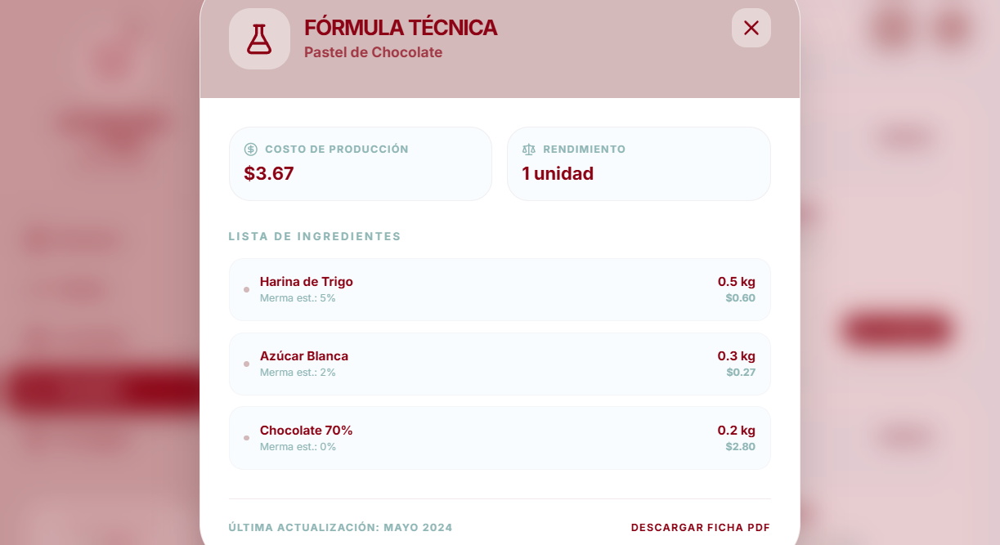 FÓRMULA TÉCNICA
Pastel de Chocolate
COSTO DE PRODUCCIÓN
$3.67
RENDIMIENTO
1 unidad
LISTA DE INGREDIENTES
Harina de Trigo
0.5 kg
Merma est.: 5%
$0.60
Azúcar Blanca
0.3 kg
Merma est.: 2%
$0.27
Chocolate 70%
0.2 kg
Merma est.: 0%
$2.80
ÚLTIMA ACTUALIZACIÓN: MAYO 2024
DESCARGAR FICHA PDF